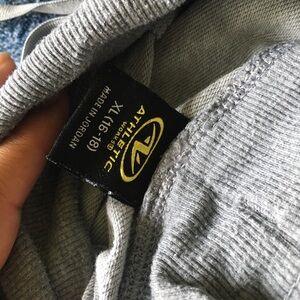 ATHLETIC
WORKS®
XL (16-18)
MADE IN JORDAN